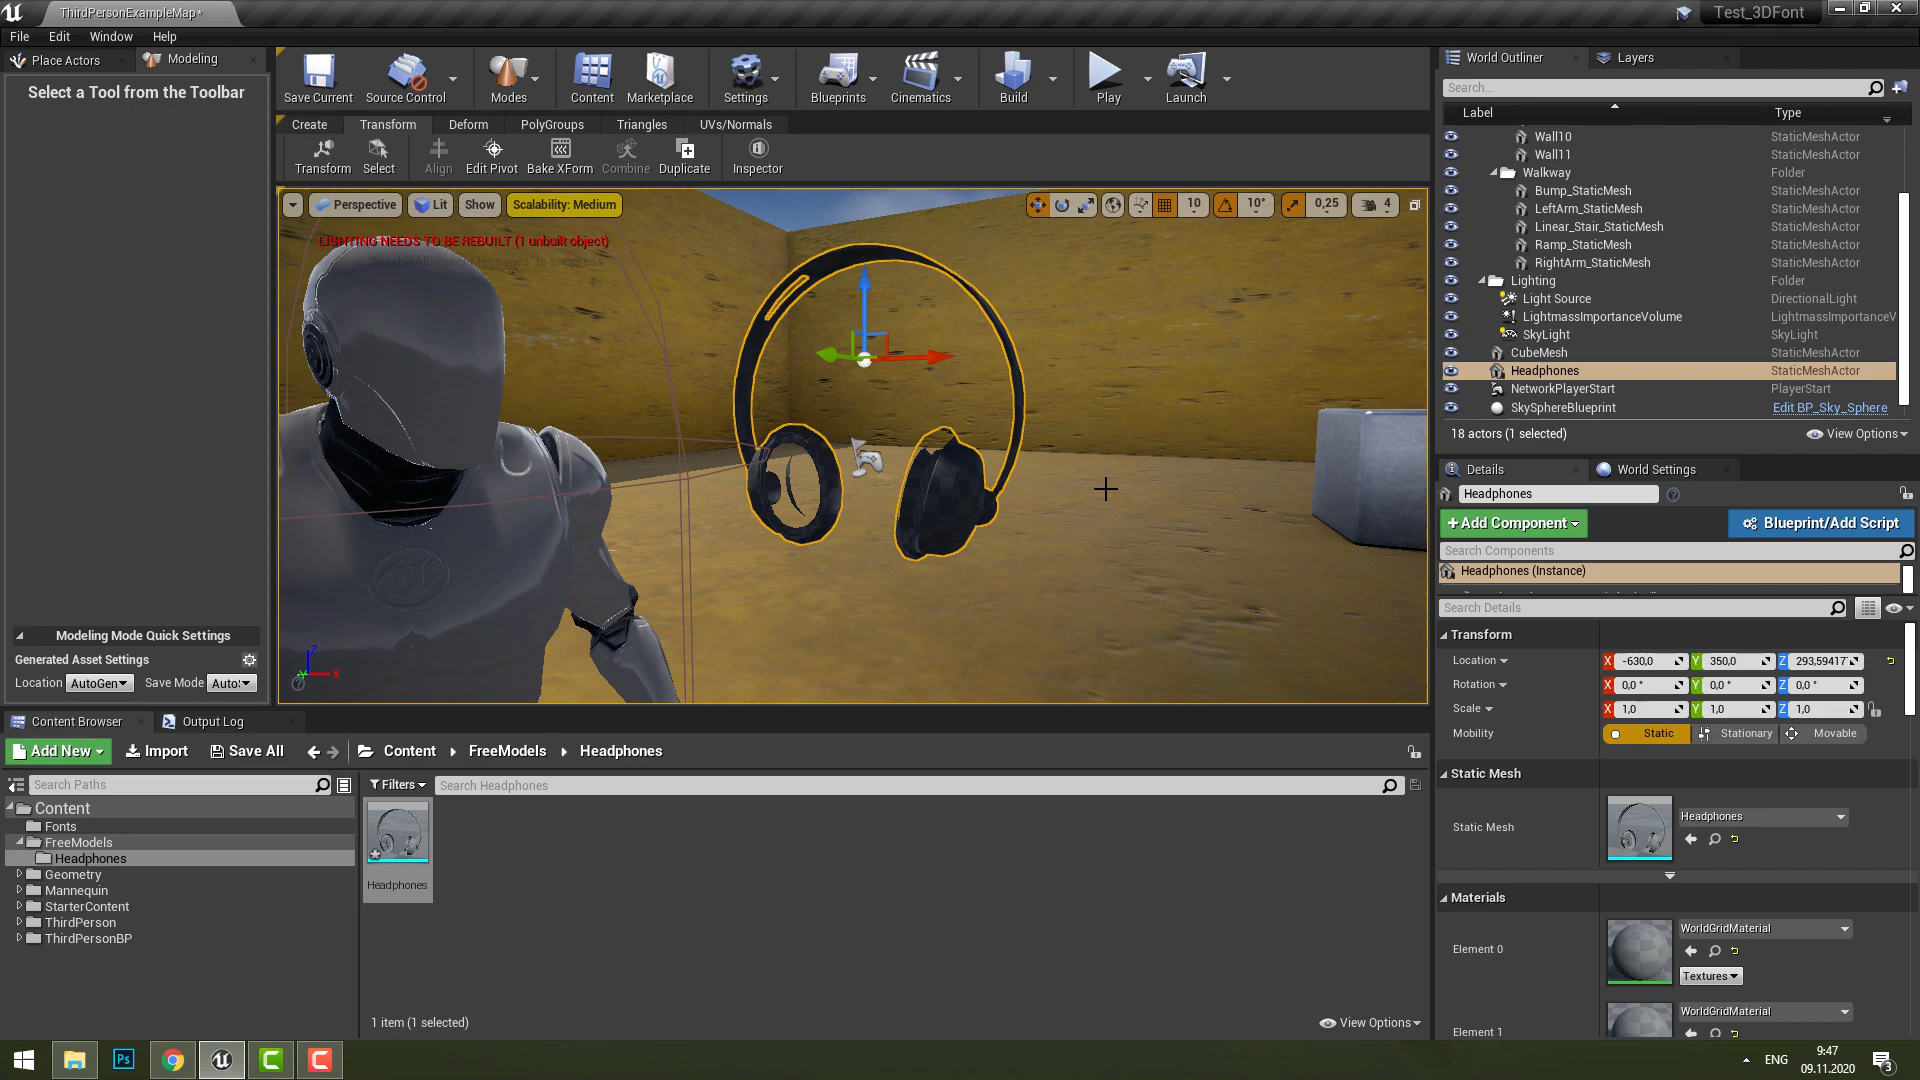 ThirdPersonExampleMap*
Test_3DFont
File Edit Window Help
Place Actors
Modeling
Select a Tool from the Toolbar
Save Current
Source Control
Modes
Content
Marketplace
Settings
Blueprints
Cinematics
Build
Play
Launch
Create
Transform
Deform
PolyGroups
Triangles
UVs/Normals
Transform
Select
Align
Edit Pivot
Bake XForm
Combine
Duplicate
Inspector
Perspective
Lit
Show
Scalability: Medium
10
10°
0,25
4
LIGHTING NEEDS TO BE REBUILT (1 unbuilt object)
'DisableAllScreenMessages' to suppress
Z
X
Modeling Mode Quick Settings
Generated Asset Settings
Location AutoGen
Save Mode
World Outliner
Layers
Search...
Label Type
Wall10 StaticMeshActor
Wall11 StaticMeshActor
Walkway Folder
Bump_StaticMesh StaticMeshActor
LeftArm_StaticMesh StaticMeshActor
Linear_Stair_StaticMesh StaticMeshActor
Ramp_StaticMesh StaticMeshActor
RightArm_StaticMesh StaticMeshActor
Lighting Folder
Light Source DirectionalLight
LightmassImportanceVolume LightmassImportanceV
SkyLight SkyLight
CubeMesh StaticMeshActor
Headphones StaticMeshActor
NetworkPlayerStart PlayerStart
SkySphereBlueprint Edit BP_Sky_Sphere
18 actors (1 selected)
View Options
Details
World Settings
Headphones
+Add Component
Blueprint/Add Script
Search Components
Headphones (Instance)
Search Details
Transform
Location X -630,0 Y 350,0 Z 293,59417
Rotation X 0,0 ° Y 0,0 ° Z 0,0 °
Scale X 1,0 Y 1,0 Z 1,0
Mobility Static Stationary Movable
Static Mesh
Static Mesh
Headphones
Materials
Element 0
WorldGridMaterial
Textures
Element 1
WorldGridMaterial
Content Browser
Output Log
Add New
Import
Save All
Content
FreeModels
Headphones
Search Paths
Filters
Search Headphones
Content
Fonts
FreeModels
Headphones
Geometry
Mannequin
StarterContent
ThirdPerson
ThirdPersonBP
Headphones
1 item (1 selected)
View Options
Ps
ENG
9:47
09.11.2020
3